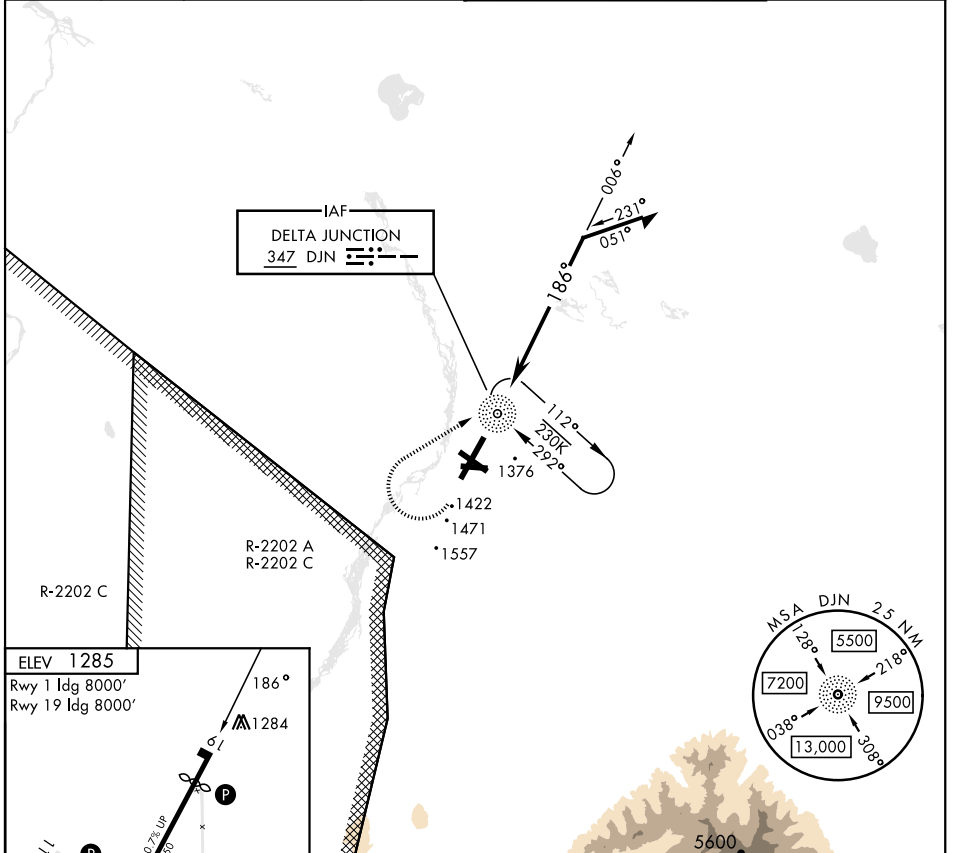 006°
231°
051°
IAF
DELTA JUNCTION
347 DJN
186°
112°
230K
292°
1376
1422
1471
1557
R-2202 A
R-2202 C
R-2202 C
MSA DJN 25 NM
128°
5500
218°
7200
9500
038°
13,000
308°
ELEV 1285
Rwy 1 ldg 8000'
Rwy 19 ldg 8000'
186°
1284
19
P
0.7% UP
P
5600